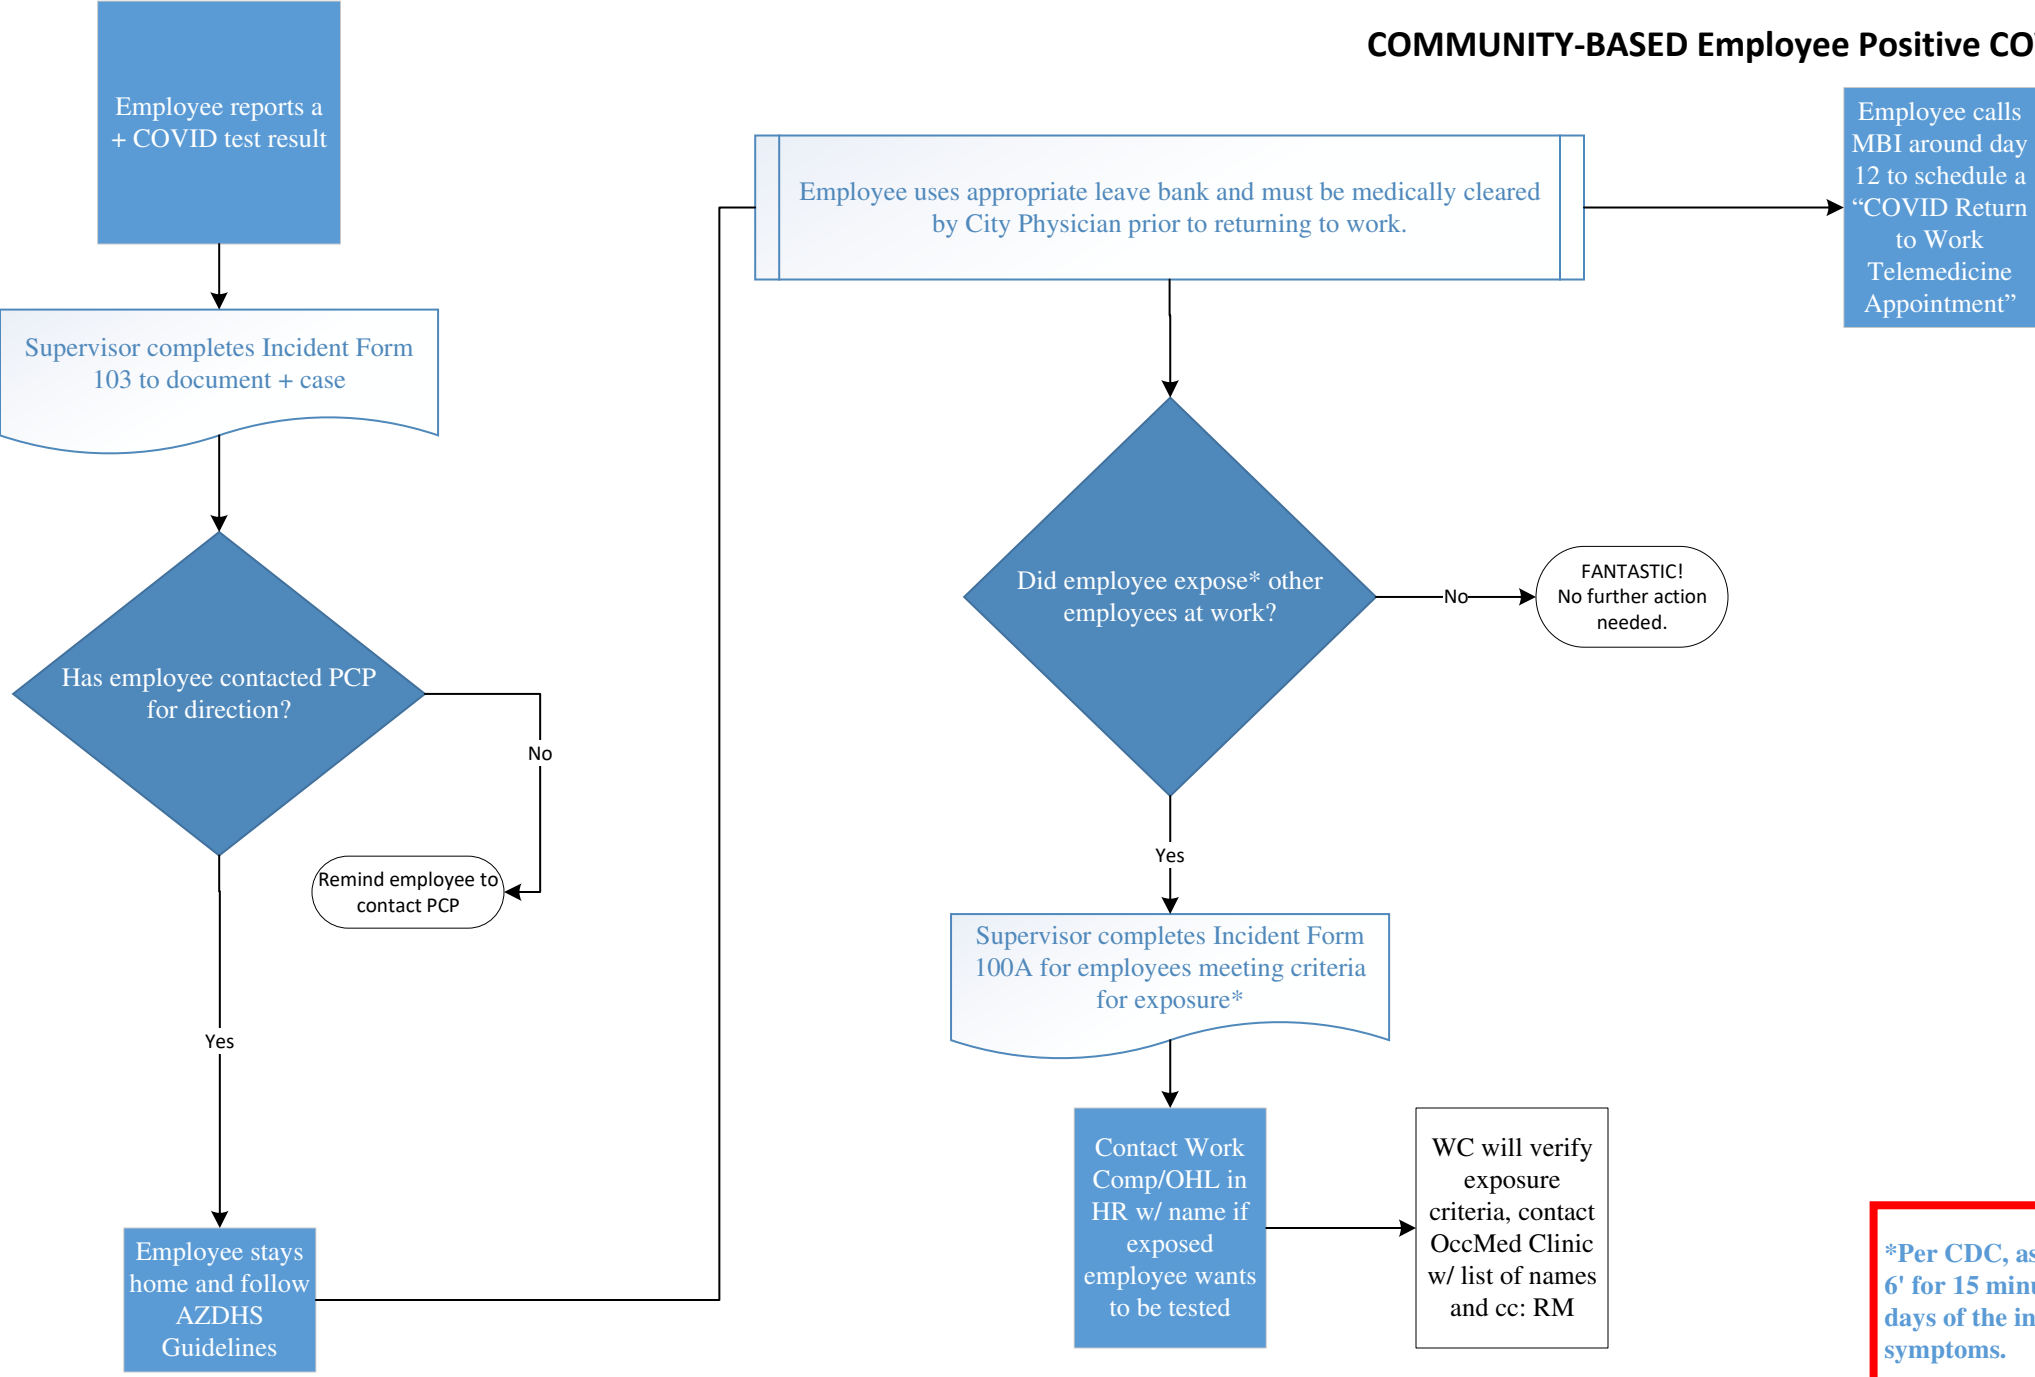 COMMUNITY-BASED Employee Positive
Employee reports a
+ COVID test result
Supervisor completes Incident Form
103 to document + case
Has employee contacted PCP
for direction?
No
Remind employee to
contact PCP
Yes
Employee stays
home and follow
AZDHS
Guidelines
Employee uses appropriate leave bank and must be medically cleared
by City Physician prior to returning to work.
Employee calls
MBI around day
12 to schedule a
“COVID Return
to Work
Telemedicine
Appointment”
Did employee expose* other
employees at work?
No
FANTASTIC!
No further action
needed.
Yes
Supervisor completes Incident Form
100A for employees meeting criteria
for exposure*
Contact Work
Comp/OHL in
HR w/ name if
exposed
employee wants
to be tested
WC will verify
exposure
criteria, contact
OccMed Clinic
w/ list of names
and cc: RM
*Per CDC,
6' for 15
days of the
symptoms.